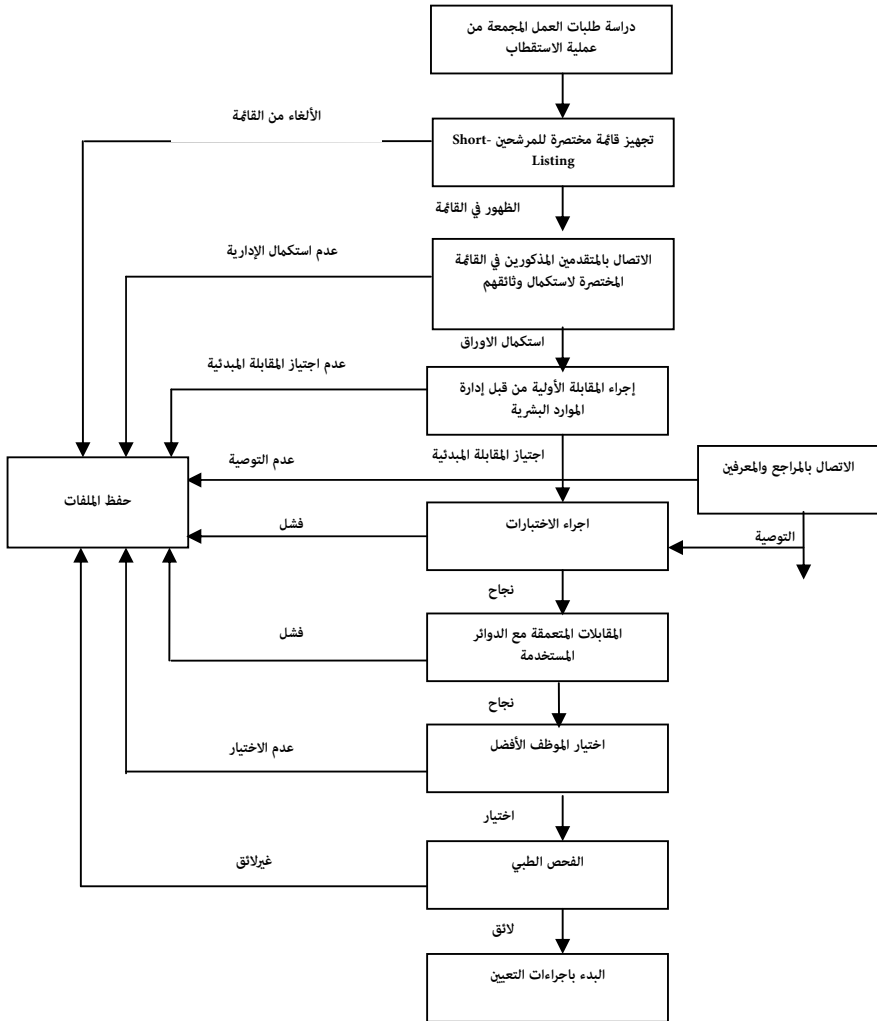 دراسة طلبات العمل المجمعة من
عملية الاستقطاب
الألغاء من القائمة
تجهيز قائمة مختصرة للمرشحين Short-
Listing
الظهور في القائمة
الاتصال بالمتقدمين المذكورين في القائمة
المختصرة لاستكمال وثائقهم
عدم استكمال الإدارية
استكمال الاوراق
إجراء المقابلة الأولية من قبل إدارة
الموارد البشرية
عدم اجتياز المقابلة المبدئية
اجتياز المقابلة المبدئية
الاتصال بالمراجع والمعرفين
عدم التوصية
حفظ الملفات
التوصية
اجراء الاختبارات
فشل
نجاح
المقابلات المتعمقة مع الدوائر
المستخدمة
فشل
نجاح
اختيار الموظف الأفضل
عدم الاختيار
اختيار
الفحص الطبي
غيرلائق
لائق
البدء باجراءات التعيين